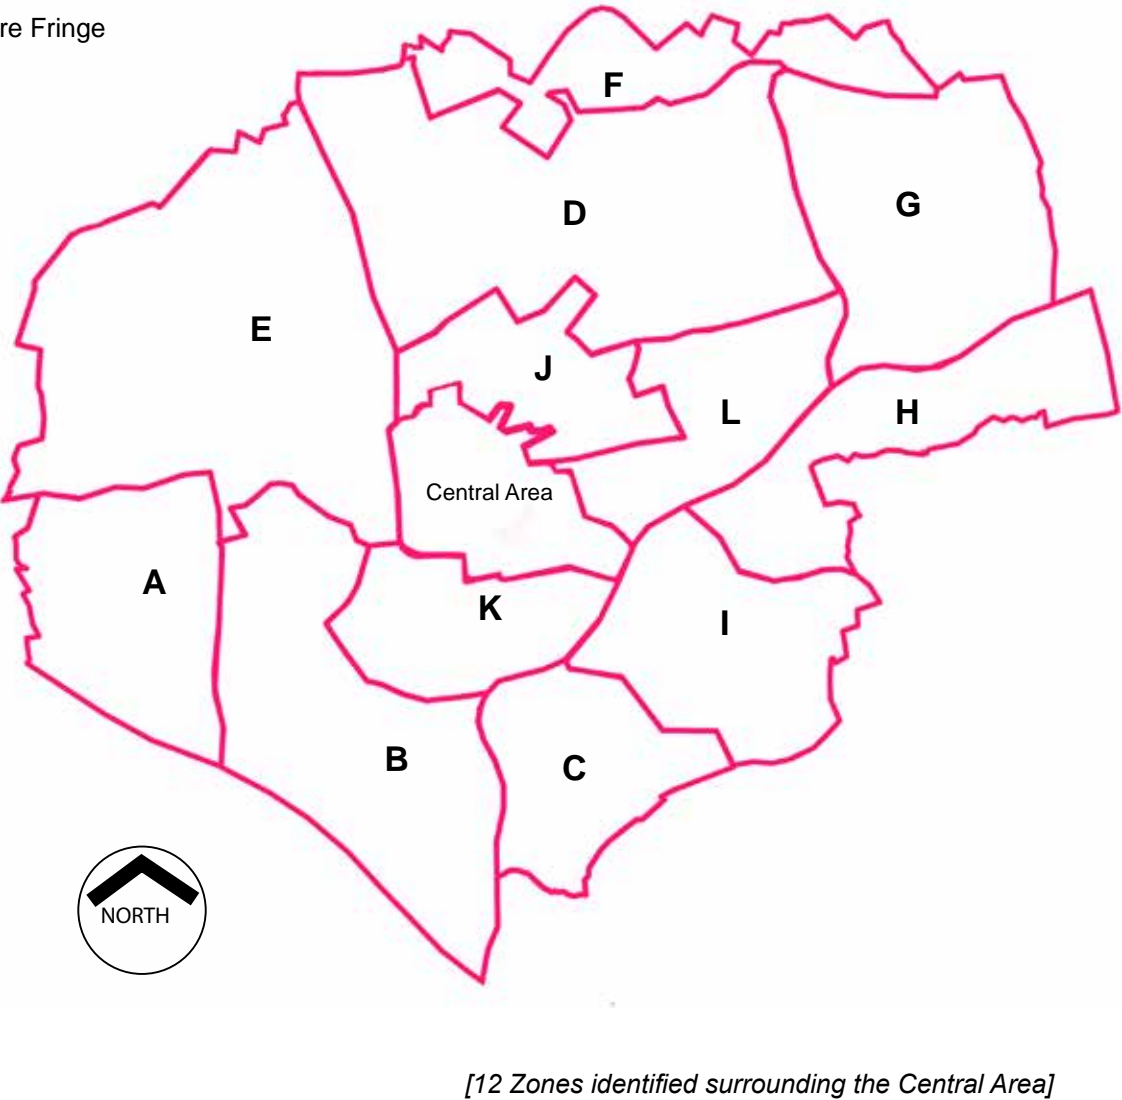 re Fringe
F
D
G
E
J
L
H
Central Area
A
K
I
B
C
NORTH
[12 Zones identified surrounding the Central Area]